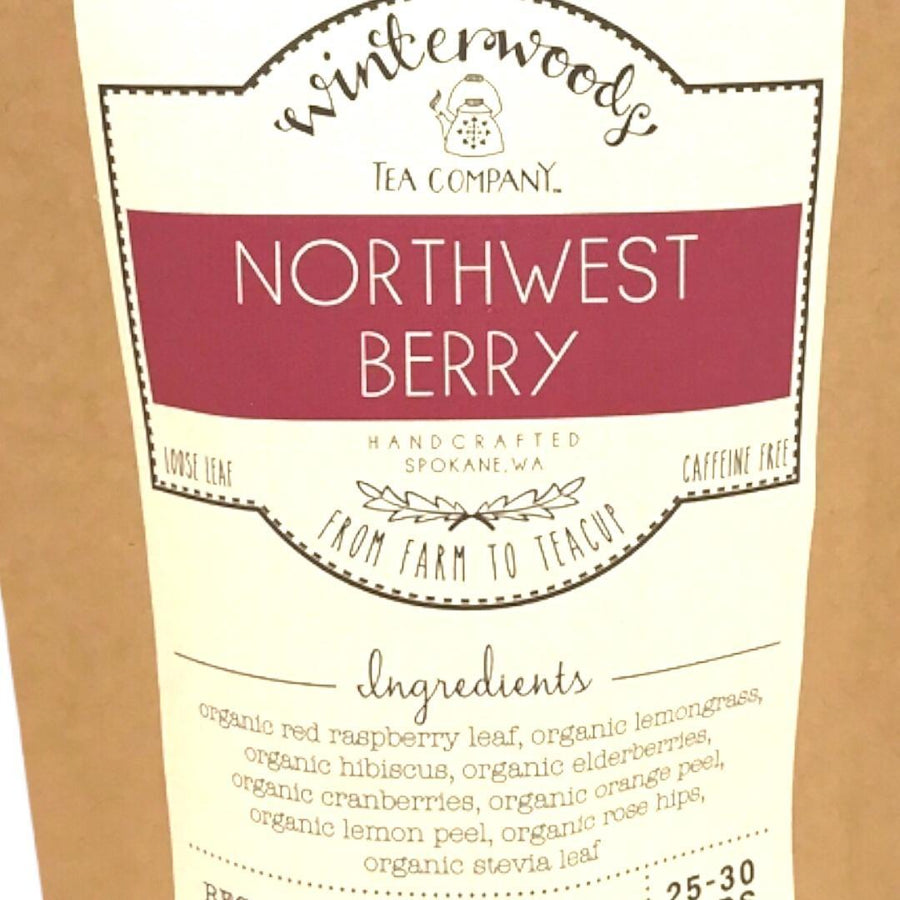 winterwoods
TEA COMPANY™
NORTHWEST
BERRY
HANDCRAFTED
SPOKANE, WA
LOOSE LEAF
CAFFEINE FREE
FROM FARM TO TEACUP
Ingredients
organic red raspberry leaf, organic lemongrass,
organic hibiscus, organic elderberries,
organic cranberries, organic orange peel,
organic lemon peel, organic rose hips,
organic stevia leaf
25-30